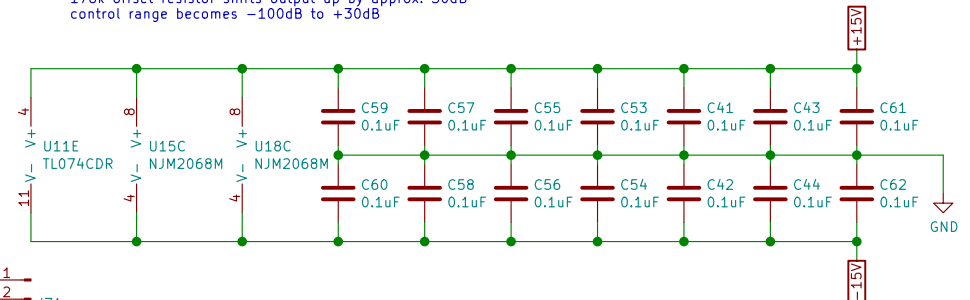 control range becomes −100dB to +30dB
+15V
4 8 8
V+ V+ V+
C59 C57 C55 C53 C41 C43 C61
0.1uF 0.1uF 0.1uF 0.1uF 0.1uF 0.1uF 0.1uF
U11E U15C U18C
TL074CDR NJM2068M NJM2068M
V− V− V−
11 4 4
C60 C58 C56 C54 C42 C44 C62
0.1uF 0.1uF 0.1uF 0.1uF 0.1uF 0.1uF 0.1uF
GND
−15V
1
2